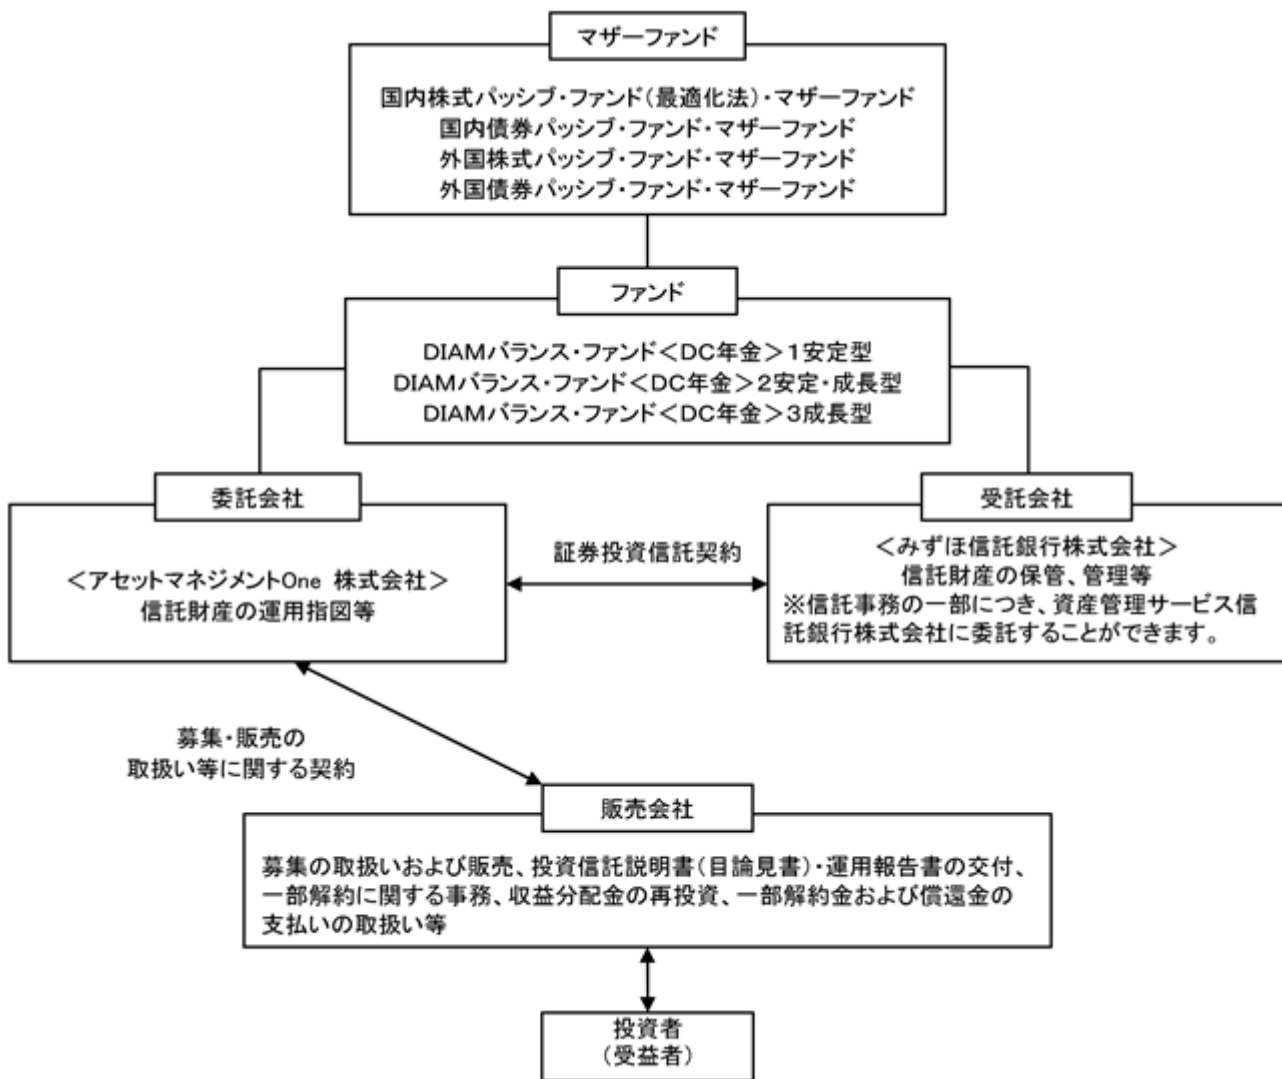 マザーファンド
国内株式パッシブ・ファンド(最適化法)・マザーファンド
国内債券パッシブ・ファンド・マザーファンド
外国株式パッシブ・ファンド・マザーファンド
外国債券パッシブ・ファンド・マザーファンド
ファンド
DIAMバランス・ファンド＜DC年金＞1安定型
DIAMバランス・ファンド＜DC年金＞2安定・成長型
DIAMバランス・ファンド＜DC年金＞3成長型
委託会社
＜アセットマネジメントOne 株式会社＞
信託財産の運用指図等
証券投資信託契約
受託会社
＜みずほ信託銀行株式会社＞
信託財産の保管、管理等
※信託事務の一部につき、資産管理サービス信
託銀行株式会社に委託することができます。
募集・販売の
取扱い等に関する契約
販売会社
募集の取扱いおよび販売、投資信託説明書(目論見書)・運用報告書の交付、
一部解約に関する事務、収益分配金の再投資、一部解約金および償還金の
支払いの取扱い等
投資者
(受益者)